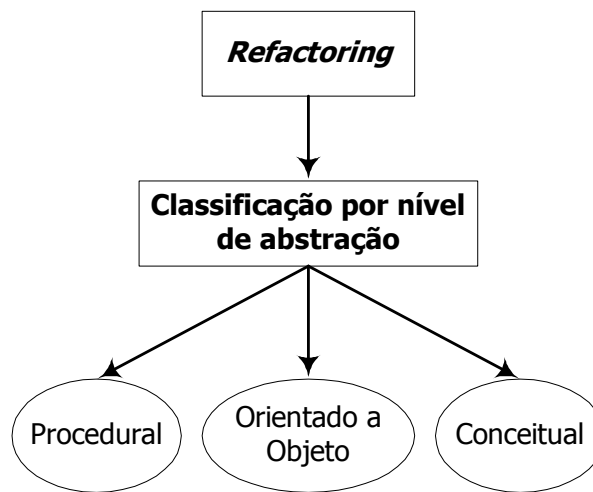 Refactoring
Classificação por nível
de abstração
Procedural
Orientado a
Objeto
Conceitual